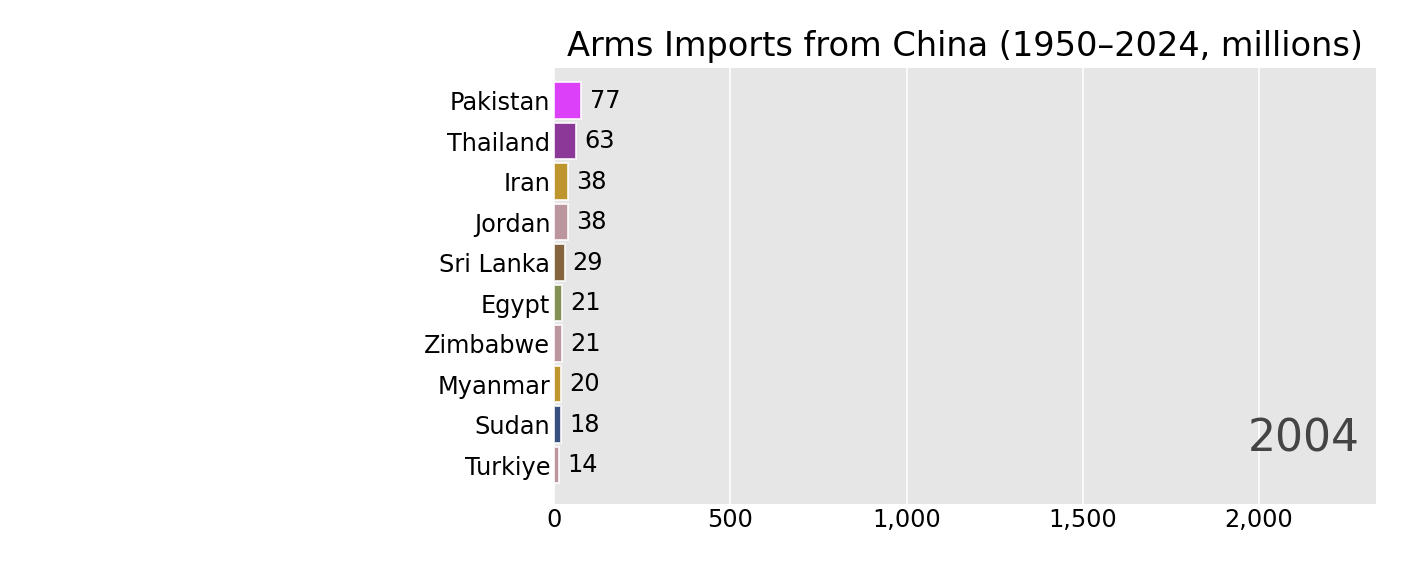 Arms Imports from China (1950–2024, millions)
Pakistan 77
Thailand 63
Iran 38
Jordan 38
Sri Lanka 29
Egypt 21
Zimbabwe 21
Myanmar 20
Sudan 18
2004
Turkiye 14
0 500 1,000 1,500 2,000